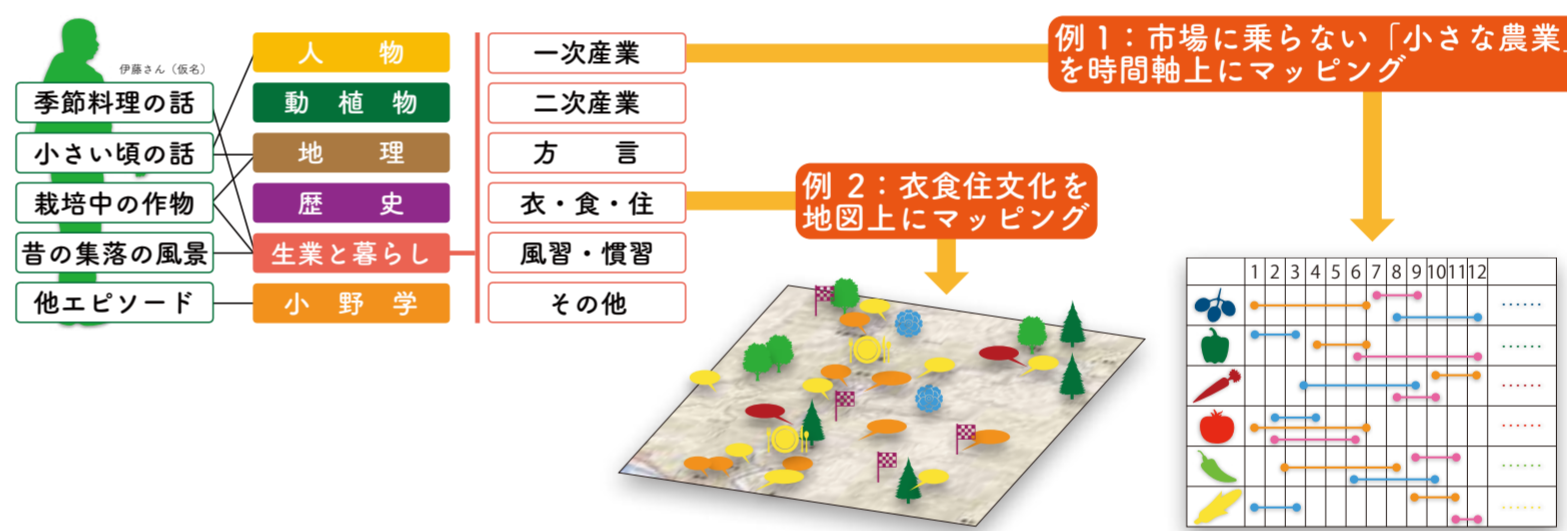 伊藤さん（仮名）
季節料理の話
小さい頃の話
栽培中の作物
昔の集落の風景
他エピソード
人　物
動 植 物
地　理
歴　史
生業と暮らし
小 野 学
一次産業
二次産業
方　言
衣・食・住
風習・慣習
その他
例 1：市場に乗らない「小さな農業」
を時間軸上にマッピング
例 2：衣食住文化を
地図上にマッピング
1 2 3 4 5 6 7 8 9 10 11 12
……
……
……
……
……
……